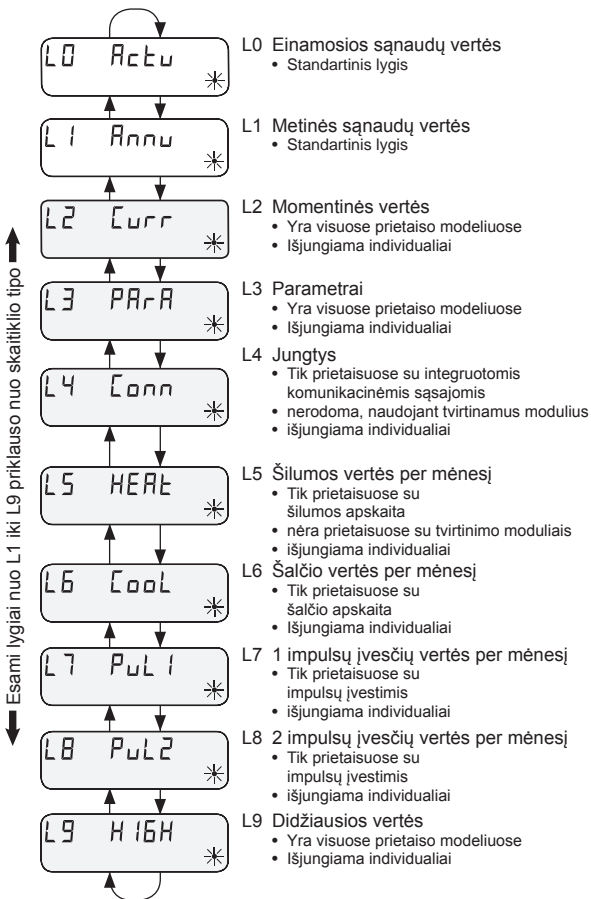 L0 Actu
L0 Einamosios sąnaudų vertės
• Standartinis lygis
L1 Annu
L1 Metinės sąnaudų vertės
• Standartinis lygis
L2 Curr
L2 Momentinės vertės
• Yra visuose prietaiso modeliuose
• Išjungiama individualiai
L3 PArA
L3 Parametrai
• Yra visuose prietaiso modeliuose
• Išjungiama individualiai
L4 Conn
L4 Jungtys
• Tik prietaisuose su integruotomis
komunikacinėmis sąsajomis
• nerodoma, naudojant tvirtinamus modulius
• išjungiama individualiai
L5 HEAt
L5 Šilumos vertės per mėnesį
• Tik prietaisuose su
šilumos apskaita
• nėra prietaisuose su tvirtinimo moduliais
• išjungiama individualiai
L6 CooL
L6 Šalčio vertės per mėnesį
• Tik prietaisuose su
šalčio apskaita
• Išjungiama individualiai
L7 PuL1
L7 1 impulsų įvesčių vertės per mėnesį
• Tik prietaisuose su
impulsų įvestimis
• išjungiama individualiai
L8 PuL2
L8 2 impulsų įvesčių vertės per mėnesį
• Tik prietaisuose su
impulsų įvestimis
• išjungiama individualiai
L9 HIGH
L9 Didžiausios vertės
• Yra visuose prietaiso modeliuose
• Išjungiama individualiai
Esami lygiai nuo L1 iki L9 priklauso nuo skaitiklio tipo